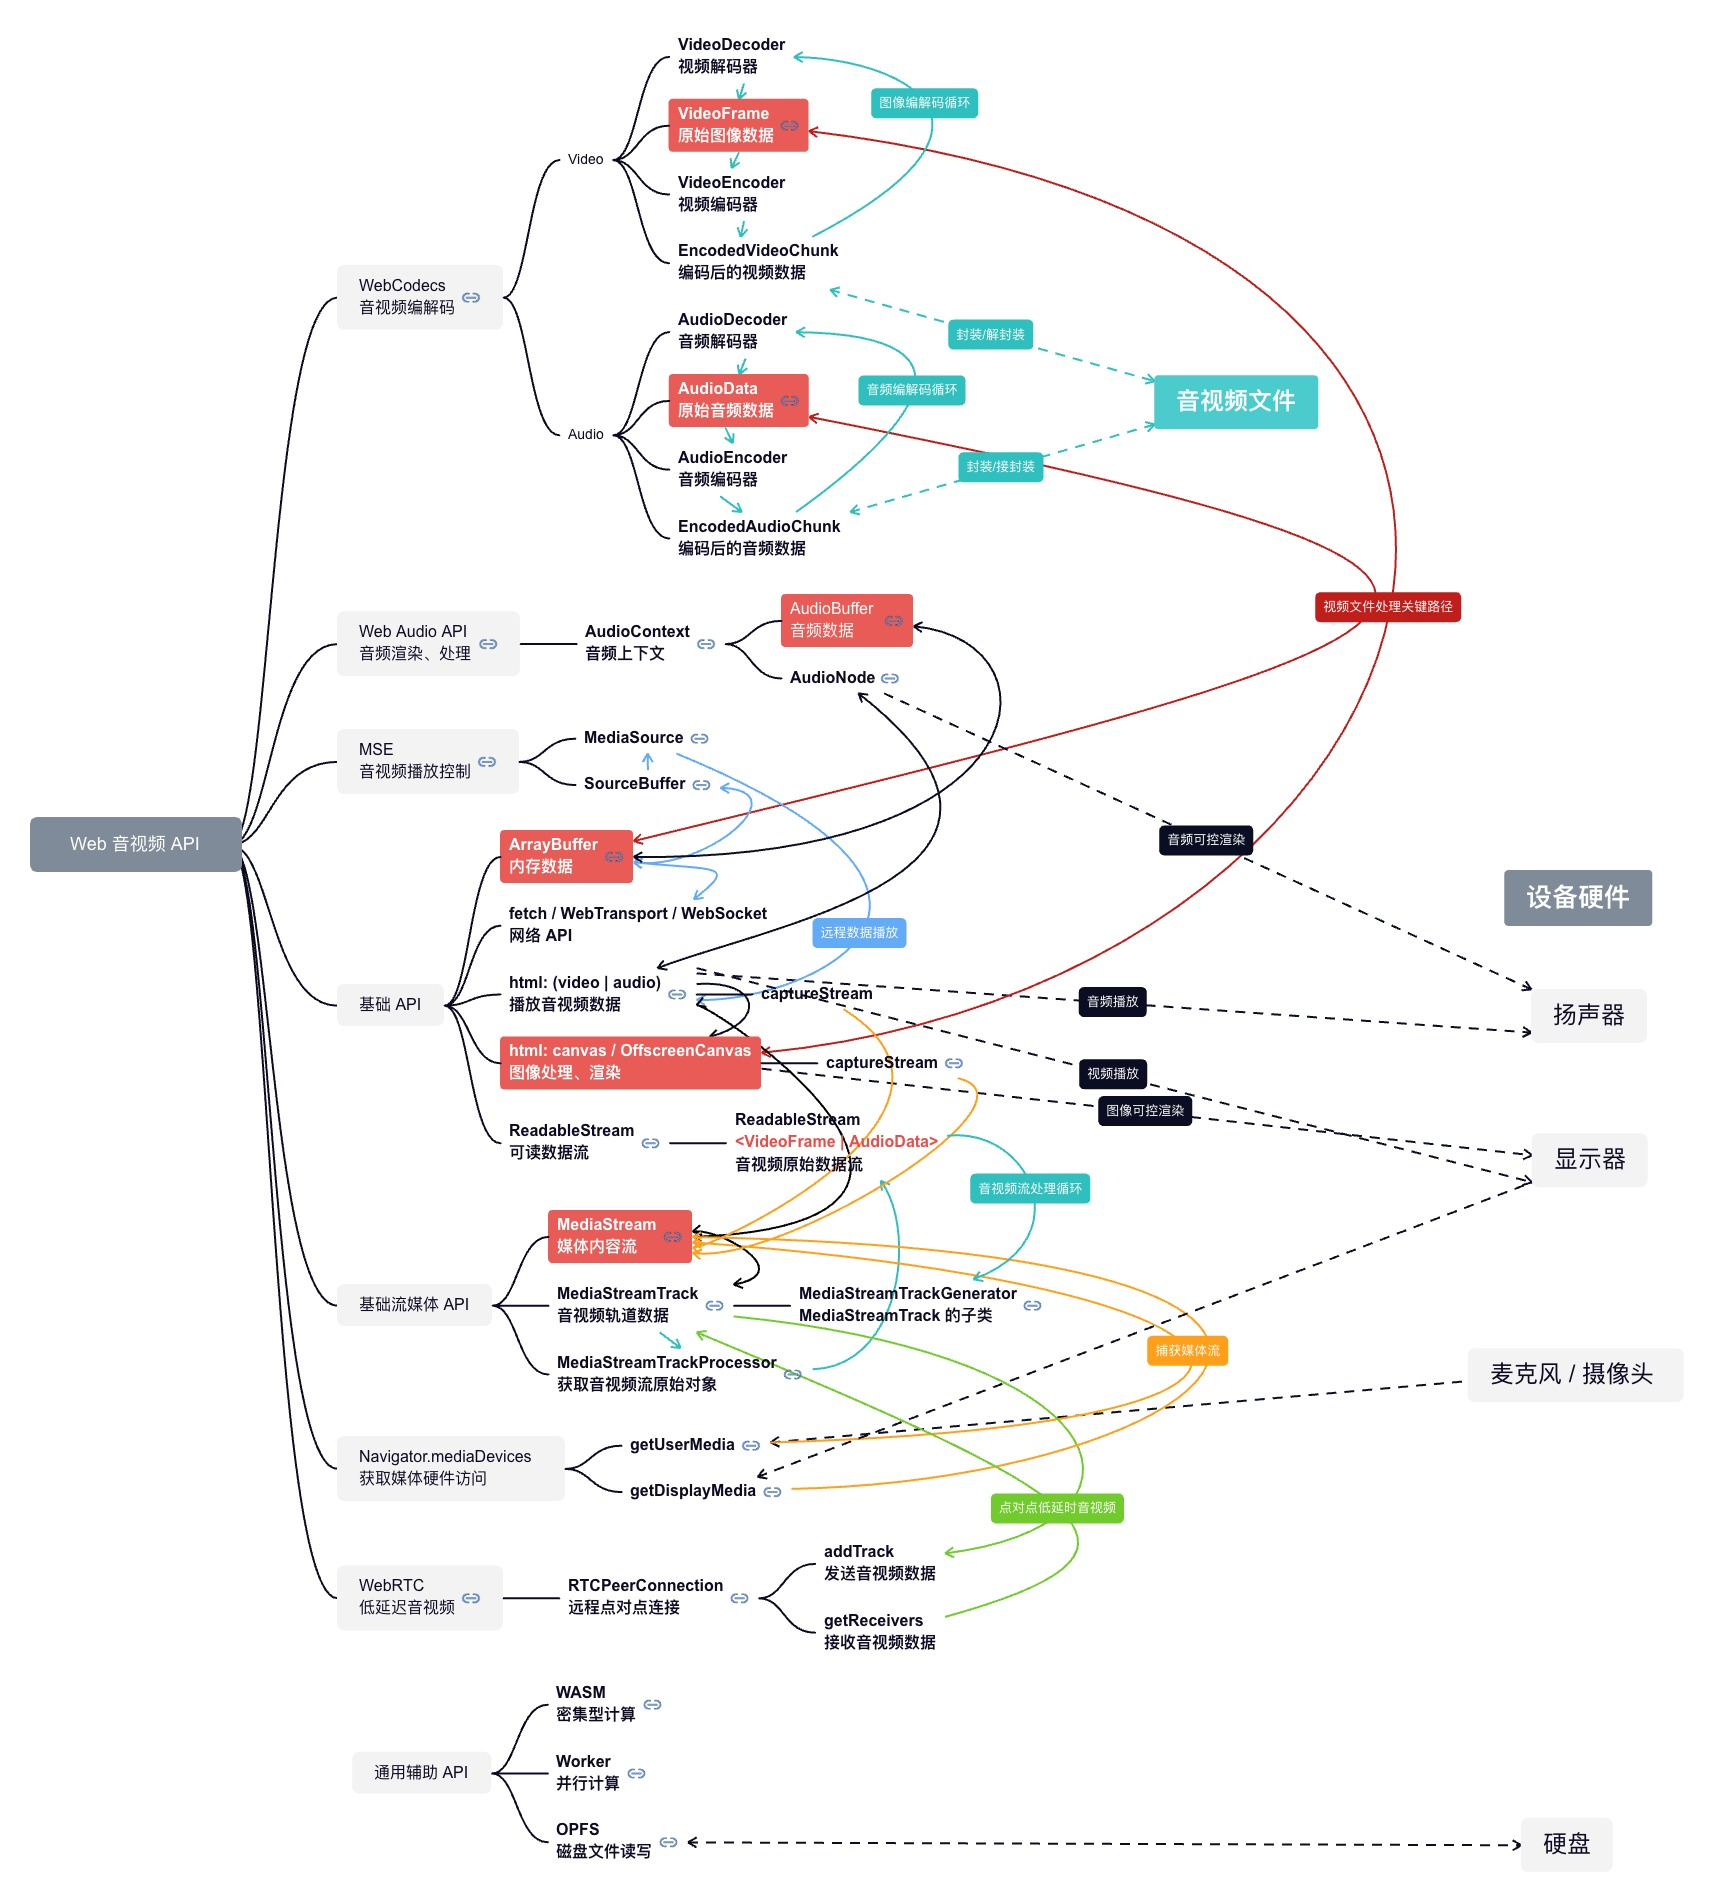 Web 音视频 API
WebCodecs
音视频编解码
Video
VideoDecoder
视频解码器
VideoFrame
原始图像数据
VideoEncoder
视频编码器
EncodedVideoChunk
编码后的视频数据
图像编解码循环
Audio
AudioDecoder
音频解码器
AudioData
原始音频数据
AudioEncoder
音频编码器
EncodedAudioChunk
编码后的音频数据
音频编解码循环
封装/解封装
封装/接封装
音视频文件
视频文件处理关键路径
Web Audio API
音频渲染、处理
AudioContext
音频上下文
AudioBuffer
音频数据
AudioNode
MSE
音视频播放控制
MediaSource
SourceBuffer
音频可控渲染
基础 API
ArrayBuffer
内存数据
fetch / WebTransport / WebSocket
网络 API
远程数据播放
html: (video | audio)
播放音视频数据
captureStream
音频播放
html: canvas / OffscreenCanvas
图像处理、渲染
captureStream
视频播放
图像可控渲染
ReadableStream
可读数据流
ReadableStream
<VideoFrame | AudioData>
音视频原始数据流
音视频流处理循环
设备硬件
扬声器
显示器
麦克风 / 摄像头
基础流媒体 API
MediaStream
媒体内容流
MediaStreamTrack
音视频轨道数据
MediaStreamTrackGenerator
MediaStreamTrack 的子类
MediaStreamTrackProcessor
获取音视频流原始对象
捕获媒体流
Navigator.mediaDevices
获取媒体硬件访问
getUserMedia
getDisplayMedia
点对点低延时音视频
WebRTC
低延迟音视频
RTCPeerConnection
远程点对点连接
addTrack
发送音视频数据
getReceivers
接收音视频数据
通用辅助 API
WASM
密集型计算
Worker
并行计算
OPFS
磁盘文件读写
硬盘